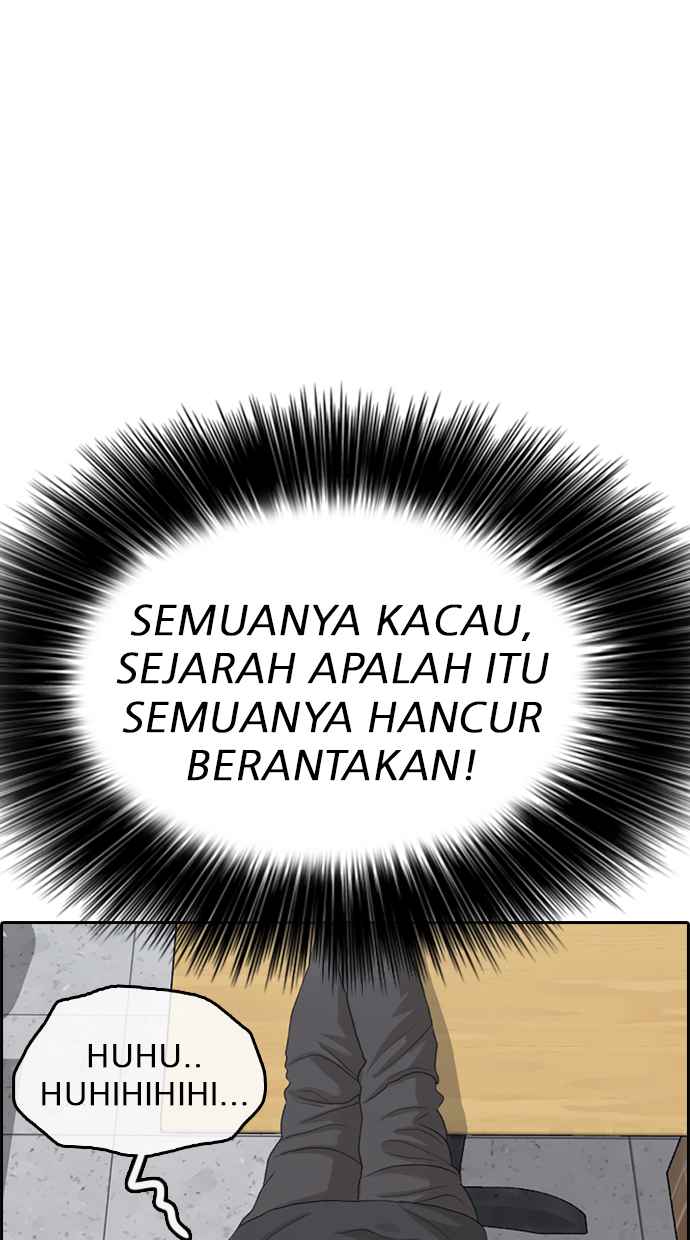 SEMUANYA KACAU,
SEJARAH APALAH ITU
SEMUANYA HANCUR
BERANTAKAN!
HUHU..
HUHIHIHIHI...